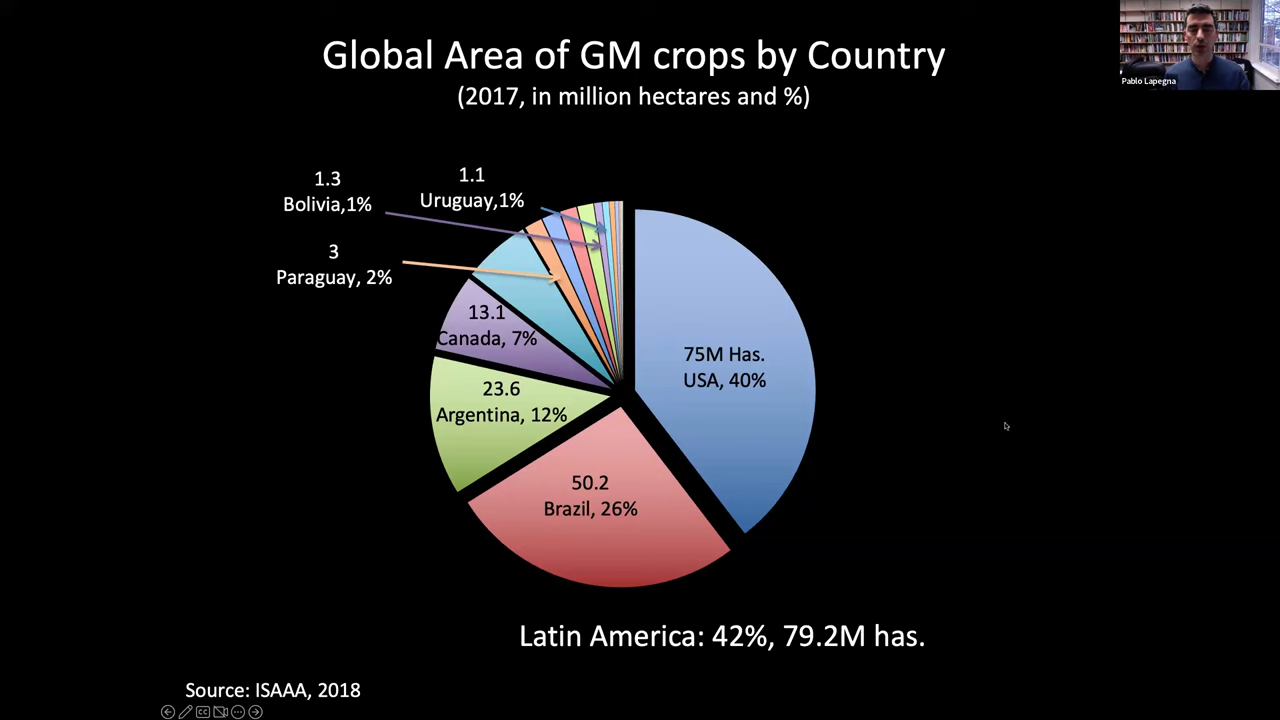 Global Area of GM crops by Country
(2017, in million hectares and %)
Pablo Lapegna
1.3
Bolivia,1%
1.1
Uruguay,1%
3
Paraguay, 2%
13.1
Canada, 7%
23.6
Argentina, 12%
75M Has.
USA, 40%
50.2
Brazil, 26%
Latin America: 42%, 79.2M has.
Source: ISAAA, 2018
CC